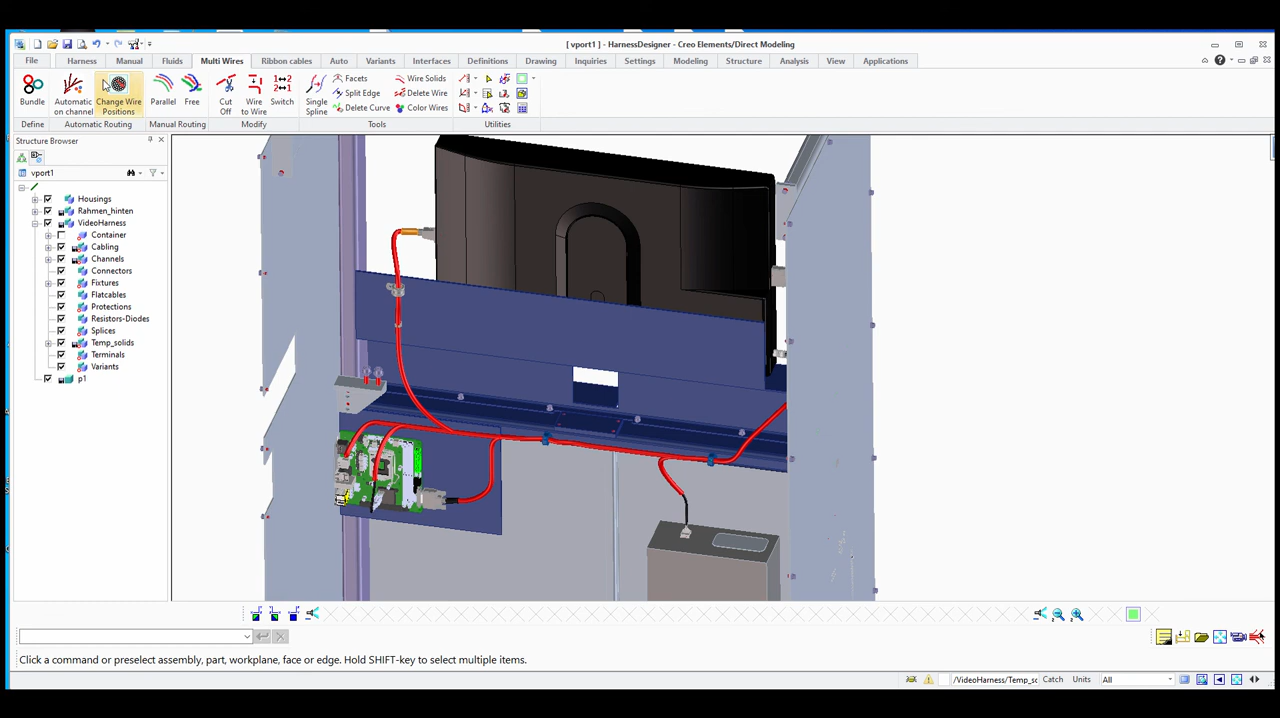 [ vport1 ] - HarnessDesigner - Creo Elements/Direct Modeling
File Harness Manual Fluids Multi Wires Ribbon cables Auto Variants Interfaces Definitions Drawing Inquiries Settings Modeling Structure Analysis View Applications
Bundle
Automatic on channel
Change Wire Positions
Parallel
Free
Cut Off
Wire to Wire
Switch
Single Spline
Facets
Split Edge
Delete Curve
Wire Solids
Delete Wire
Color Wires
Define Automatic Routing Manual Routing Modify Tools Utilities
Structure Browser
vport1
Housings
Rahmen_hinten
VideoHarness
Container
Cabling
Channels
Connectors
Fixtures
Flatcables
Protections
Resistors-Diodes
Splices
Temp_solids
Terminals
Variants
p1
Click a command or preselect assembly, part, workplane, face or edge. Hold SHIFT-key to select multiple items.
/VideoHarness/Temp_sc Catch Units All